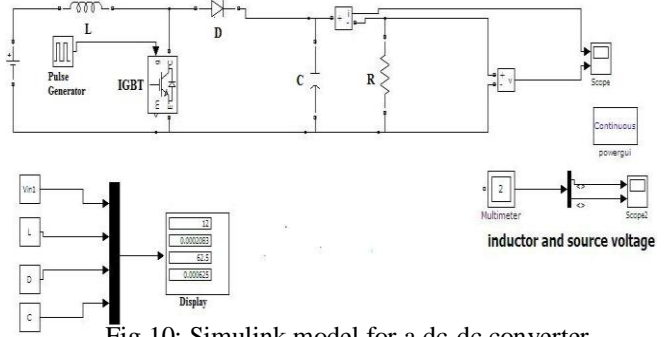 L
D
Pulse
Generator
IGBT
C
R
Scope
Continuous
powergui
Vin1
L
D
C
12
0.0002083
62.5
0.000625
Display
2
Multimeter
Scope2
inductor and source voltage
Fig 10: Simulink model for a dc-dc converter